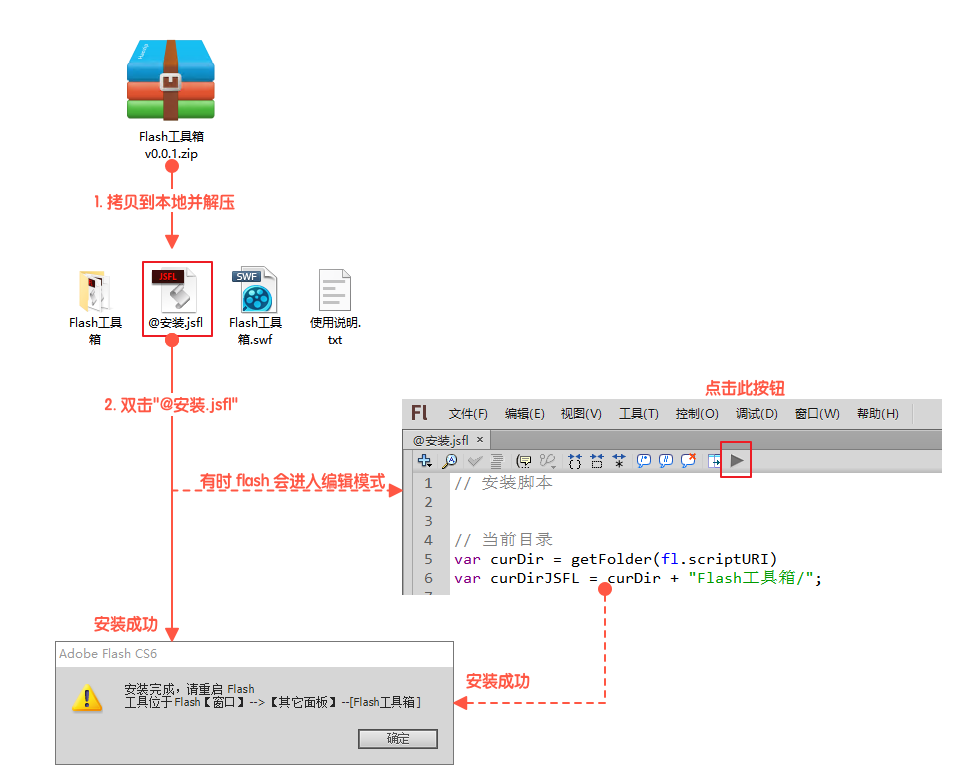 Flash工具箱
v0.0.1.zip
1. 拷贝到本地并解压
JSFL
SWF
Flash工具
箱
@安装.jsfl
Flash工具
箱.swf
使用说明.
txt
2. 双击"@安装.jsfl"
点击此按钮
Fl 文件(F) 编辑(E) 视图(V) 工具(T) 控制(O) 调试(D) 窗口(W) 帮助(H)
@安装.jsfl ×
有时 flash 会进入编辑模式
1 // 安装脚本
2
3
4 // 当前目录
5 var curDir = getFolder(fl.scriptURI)
6 var curDirJSFL = curDir + "Flash工具箱/";
安装成功
Adobe Flash CS6
安装完成，请重启 Flash
工具位于Flash【窗口】-->【其它面板】--[Flash工具箱]
确定
安装成功